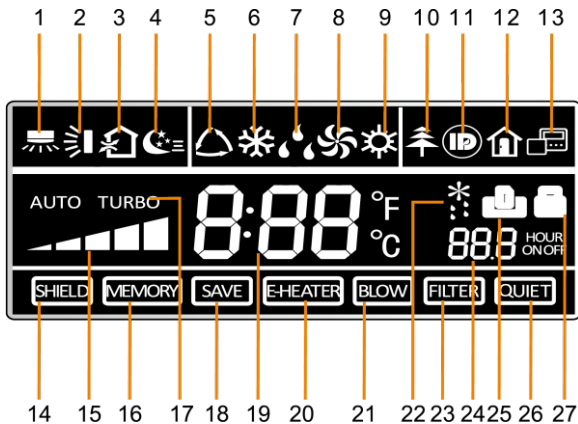 1 2 3 4 5 6 7 8 9 10 11 12 13
AUTO TURBO
8:88 °F
°C
88.8 HOUR
ON OFF
SHIELD MEMORY SAVE E-HEATER BLOW FILTER QUIET
14 15 16 17 18 19 20 21 22 23 24 25 26 27